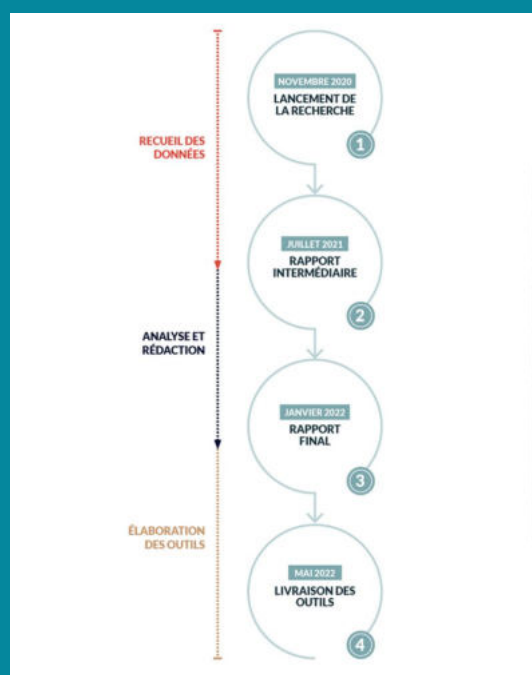 NOVEMBRE 2020
LANCEMENT DE
LA RECHERCHE
1
RECUEIL DES
DONNÉES
JUILLET 2021
RAPPORT
INTERMÉDIAIRE
2
ANALYSE ET
RÉDACTION
JANVIER 2022
RAPPORT
FINAL
3
ÉLABORATION
DES OUTILS
MAI 2022
LIVRAISON DES
OUTILS
4